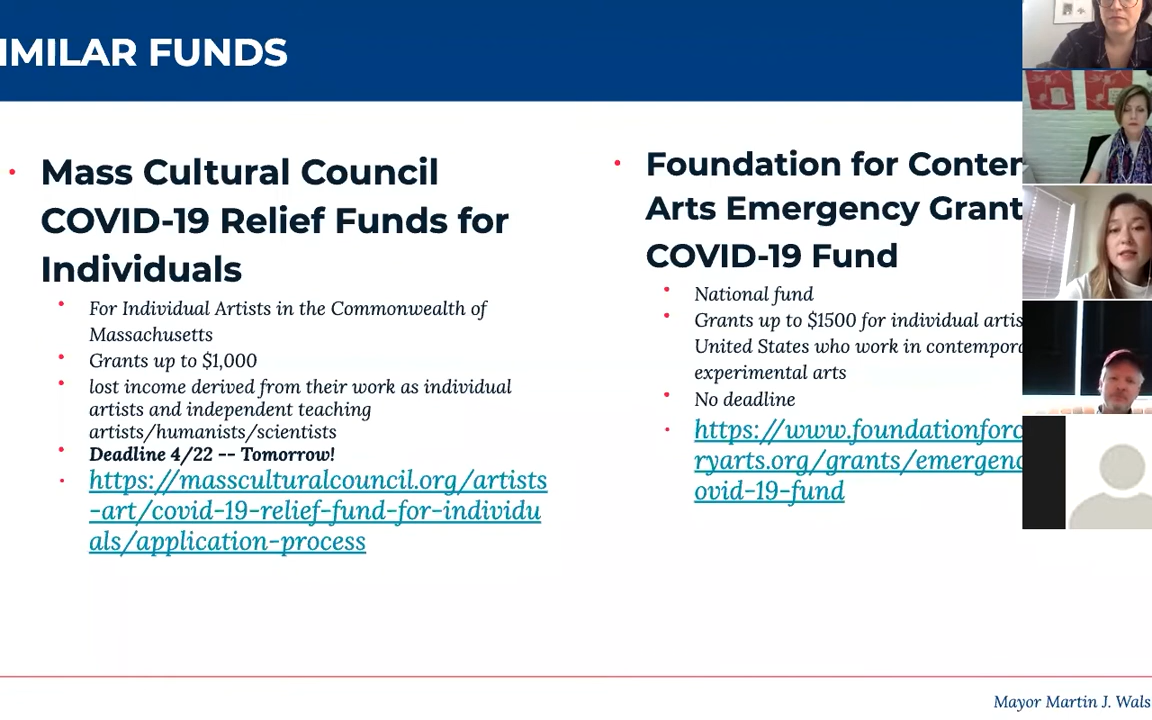 IMILAR FUNDS
Mass Cultural Council
COVID-19 Relief Funds for
Individuals
For Individual Artists in the Commonwealth of
Massachusetts
Grants up to $1,000
lost income derived from their work as individual
artists and independent teaching
artists/humanists/scientists
Deadline 4/22 -- Tomorrow!
https://massculturalcouncil.org/artists
-art/covid-19-relief-fund-for-individu
als/application-process
Foundation for Conter
Arts Emergency Grant
COVID-19 Fund
National fund
Grants up to $1500 for individual artis
United States who work in contempora
experimental arts
No deadline
https://www.foundationforc
ryarts.org/grants/emergenc
ovid-19-fund
Mayor Martin J. Wals